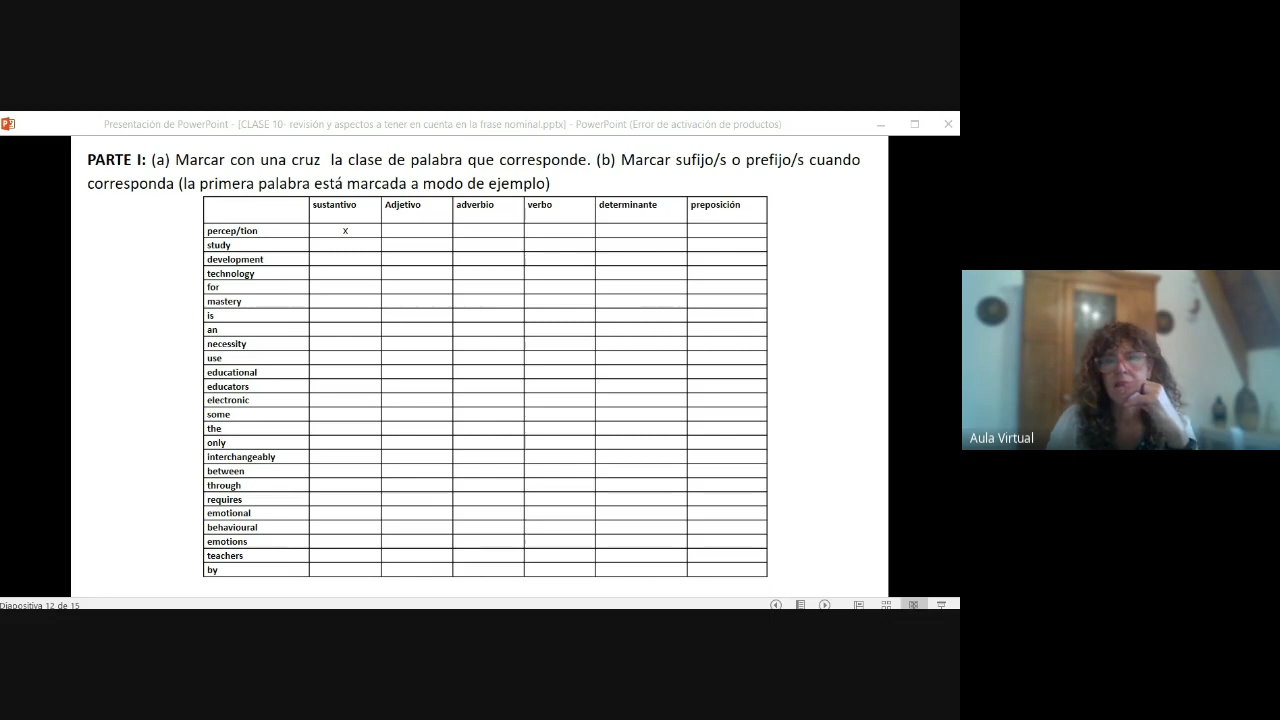 Presentación de PowerPoint - [CLASE 10- revisión y aspectos a tener en cuenta en la frase nominal.pptx] - PowerPoint (Error de activación de productos)
PARTE I: (a) Marcar con una cruz la clase de palabra que corresponde. (b) Marcar sufijo/s o prefijo/s cuando
corresponda (la primera palabra está marcada a modo de ejemplo)
sustantivo Adjetivo adverbio verbo determinante preposición
percep/tion x
study
development
technology
for
mastery
is
an
necessity
use
educational
educators
electronic
some
the
only
interchangeably
between
through
requires
emotional
behavioural
emotions
teachers
by
Aula Virtual
Diapositiva 12 de 15